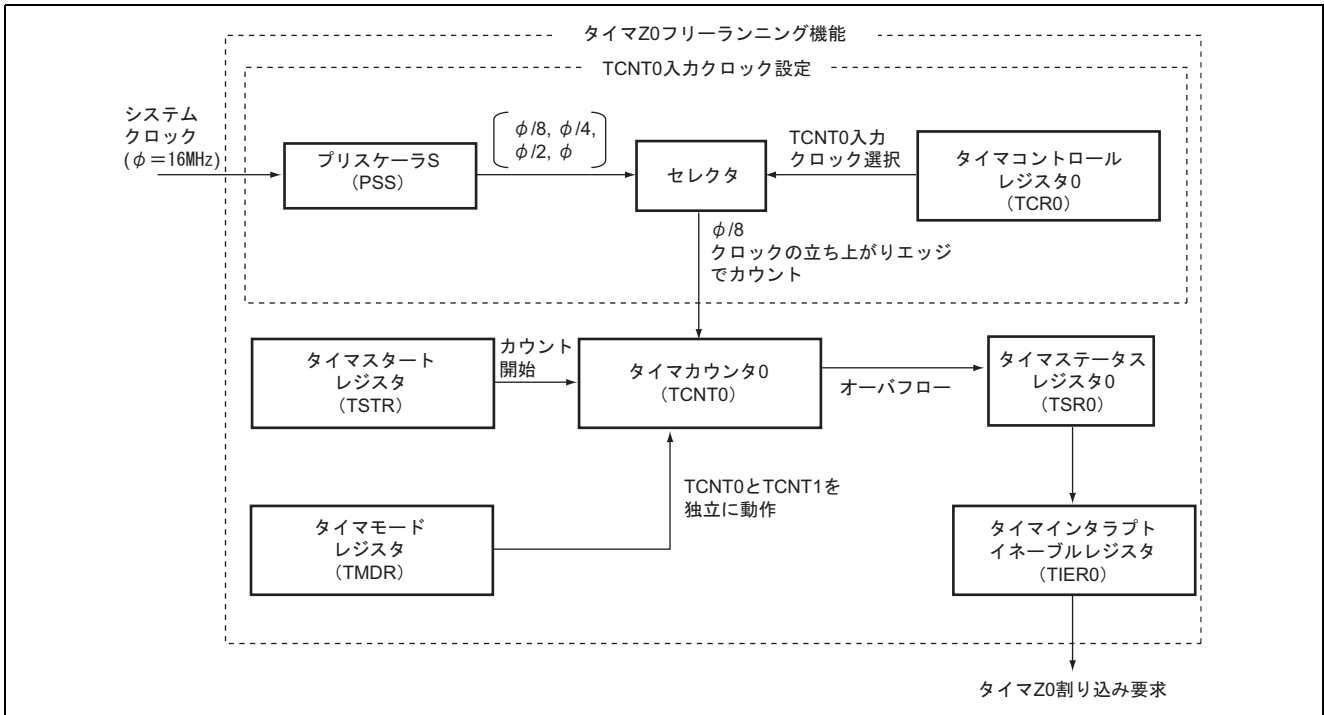 タイマZ0フリーランニング機能
TCNT0入力クロック設定
システム
クロック
(φ＝16MHz)
プリスケーラS
（PSS）
φ/8, φ/4,
φ/2, φ
セレクタ
TCNT0入力
クロック選択
タイマコントロール
レジスタ0
（TCR0）
φ/8
クロックの立ち上がりエッジ
でカウント
タイマスタート
レジスタ
（TSTR）
カウント
開始
タイマカウンタ0
（TCNT0）
オーバフロー
タイマステータス
レジスタ0
（TSR0）
タイマモード
レジスタ
（TMDR）
TCNT0とTCNT1を
独立に動作
タイマインタラプト
イネーブルレジスタ
（TIER0）
タイマZ0割り込み要求